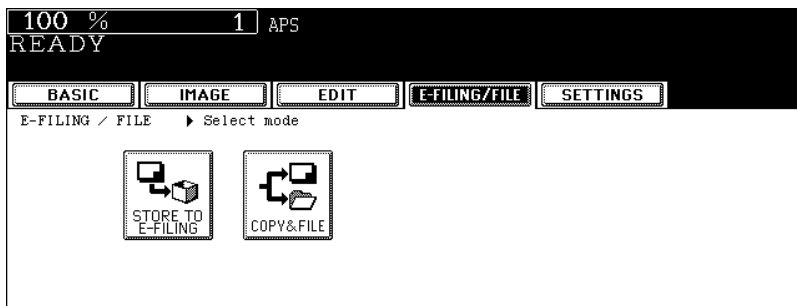 100 % 1 APS
READY
BASIC IMAGE EDIT E-FILING/FILE SETTINGS
E-FILING / FILE ▶ Select mode
STORE TO
E-FILING
COPY&FILE